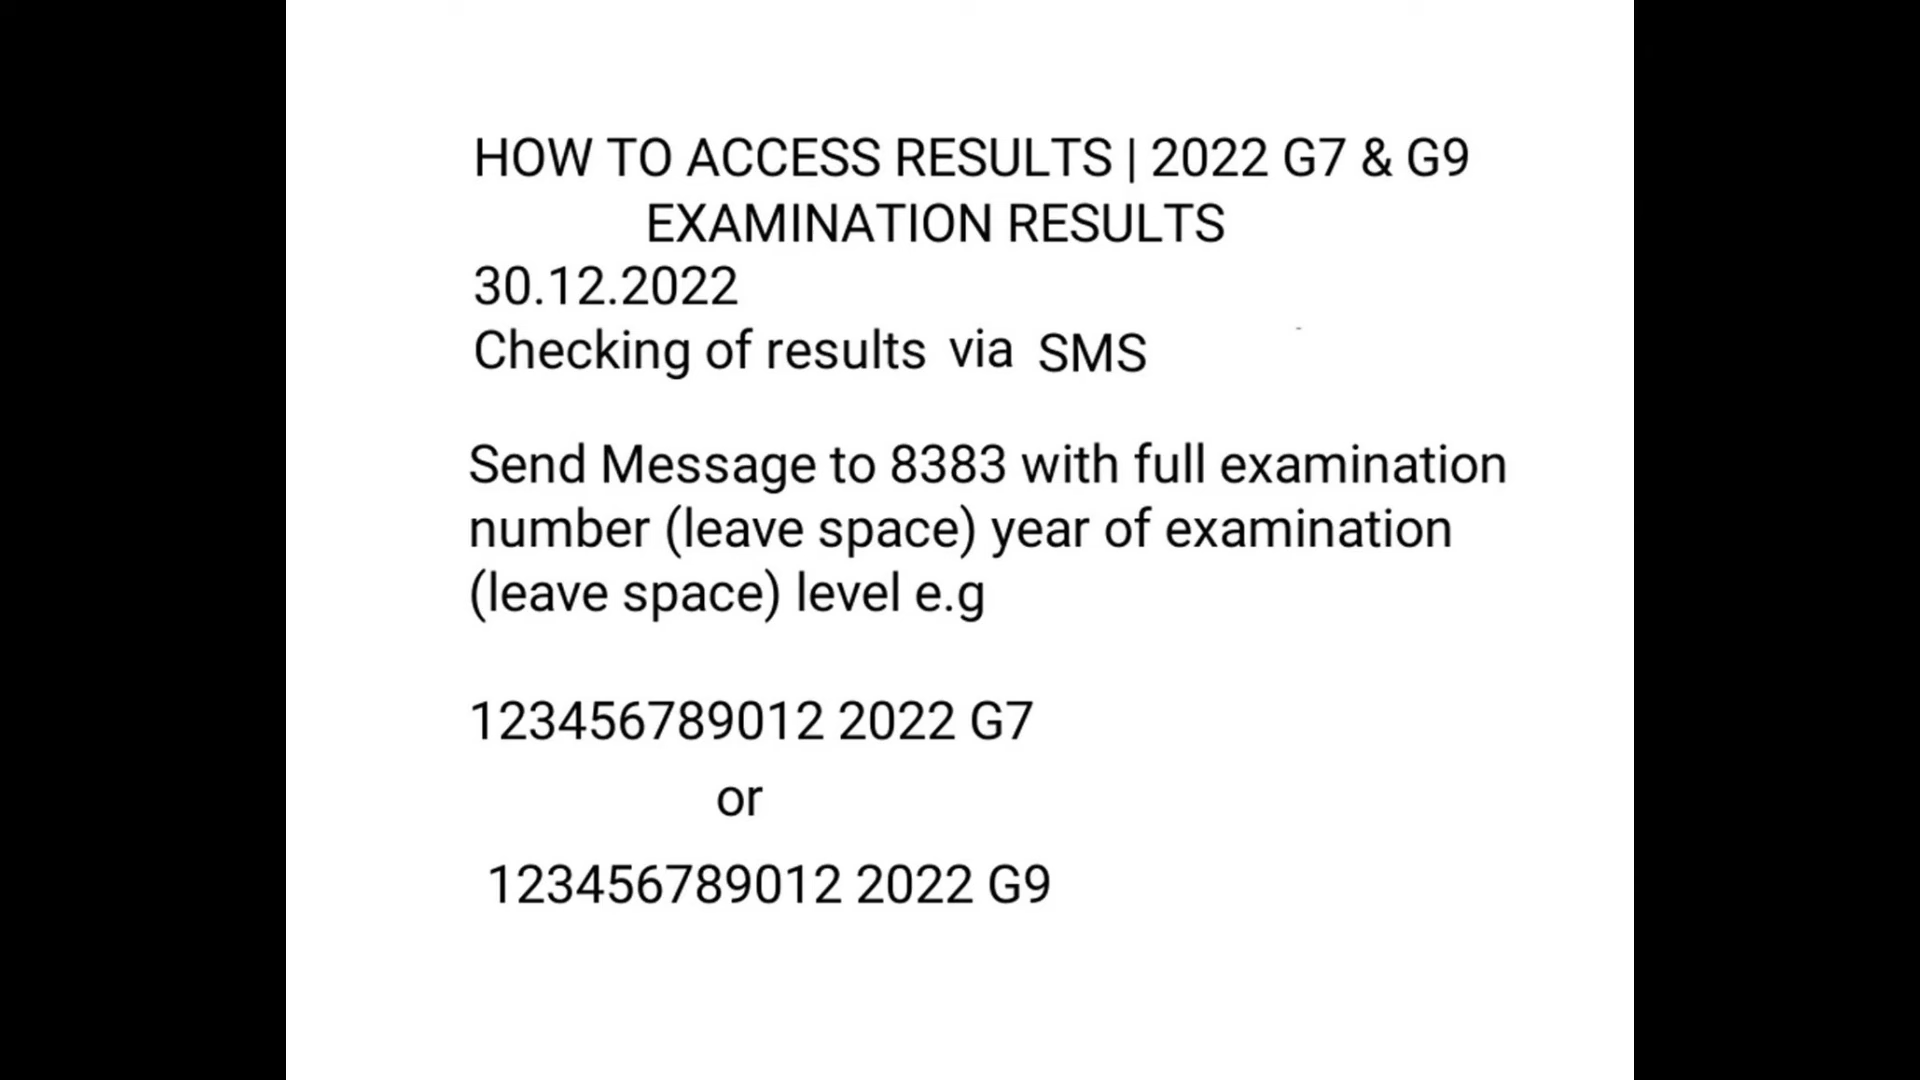 HOW TO ACCESS RESULTS | 2022 G7 & G9
EXAMINATION RESULTS
30.12.2022
Checking of results via SMS
Send Message to 8383 with full examination
number (leave space) year of examination
(leave space) level e.g
123456789012 2022 G7
or
123456789012 2022 G9